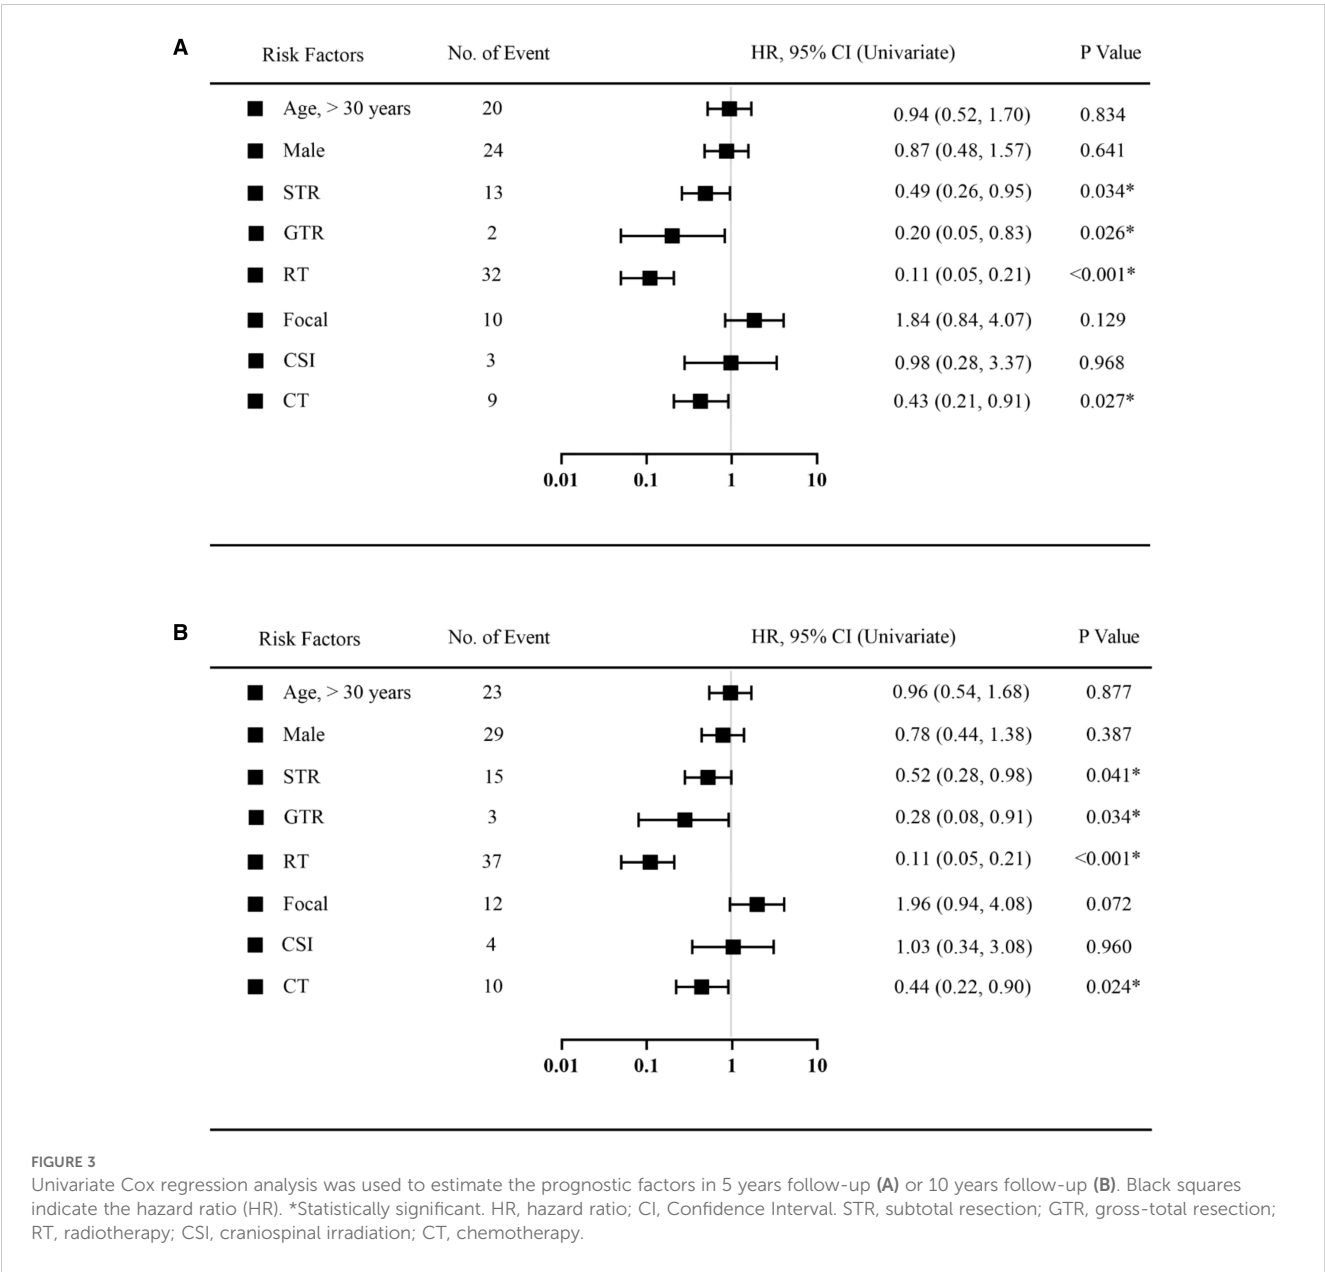 A
Risk Factors No. of Event HR, 95% CI (Univariate) P Value
Age, > 30 years 20 0.94 (0.52, 1.70) 0.834
Male 24 0.87 (0.48, 1.57) 0.641
STR 13 0.49 (0.26, 0.95) 0.034*
GTR 2 0.20 (0.05, 0.83) 0.026*
RT 32 0.11 (0.05, 0.21) <0.001*
Focal 10 1.84 (0.84, 4.07) 0.129
CSI 3 0.98 (0.28, 3.37) 0.968
CT 9 0.43 (0.21, 0.91) 0.027*
0.01 0.1 1 10
B
Risk Factors No. of Event HR, 95% CI (Univariate) P Value
Age, > 30 years 23 0.96 (0.54, 1.68) 0.877
Male 29 0.78 (0.44, 1.38) 0.387
STR 15 0.52 (0.28, 0.98) 0.041*
GTR 3 0.28 (0.08, 0.91) 0.034*
RT 37 0.11 (0.05, 0.21) <0.001*
Focal 12 1.96 (0.94, 4.08) 0.072
CSI 4 1.03 (0.34, 3.08) 0.960
CT 10 0.44 (0.22, 0.90) 0.024*
0.01 0.1 1 10
FIGURE 3
Univariate Cox regression analysis was used to estimate the prognostic factors in 5 years follow-up (A) or 10 years follow-up (B). Black squares
indicate the hazard ratio (HR). *Statistically significant. HR, hazard ratio; CI, Confidence Interval. STR, subtotal resection; GTR, gross-total resection;
RT, radiotherapy; CSI, craniospinal irradiation; CT, chemotherapy.